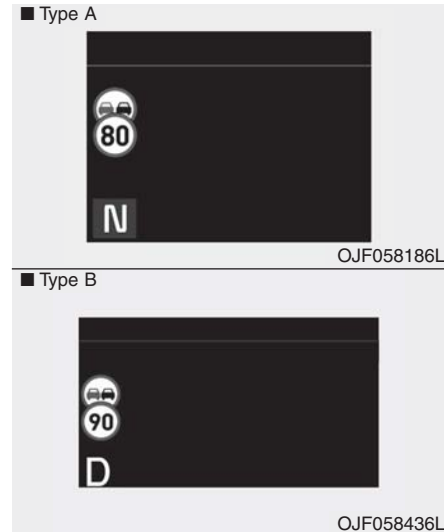 ■ Type A
80
N
OJF058186L
■ Type B
90
D
OJF058436L